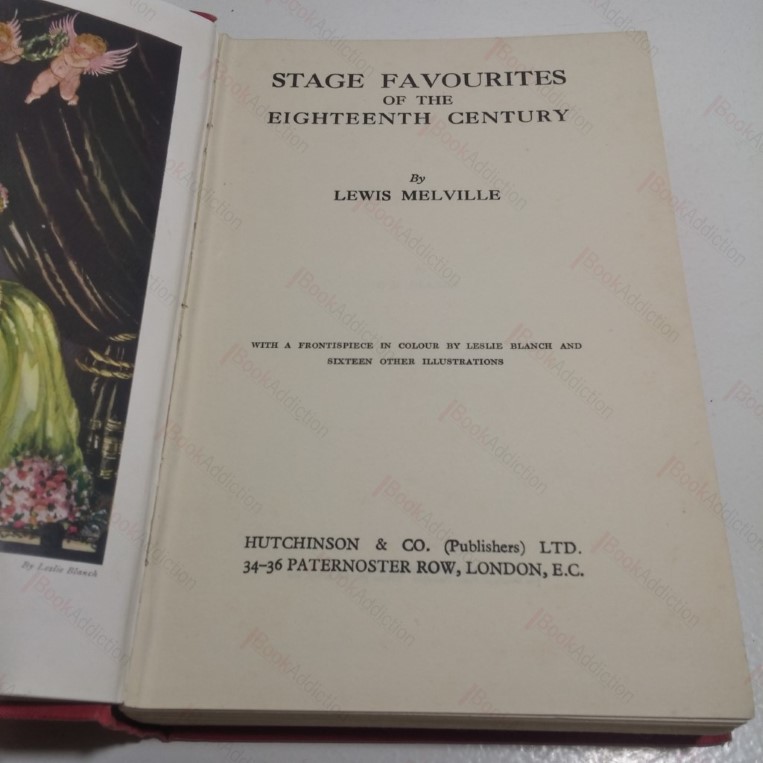 By Leslie Blanch
STAGE FAVOURITES
OF THE
EIGHTEENTH CENTURY
By
LEWIS MELVILLE
WITH A FRONTISPIECE IN COLOUR BY LESLIE BLANCH AND
SIXTEEN OTHER ILLUSTRATIONS
HUTCHINSON & CO. (Publishers) LTD.
34–36 PATERNOSTER ROW, LONDON, E.C.
BookAddiction